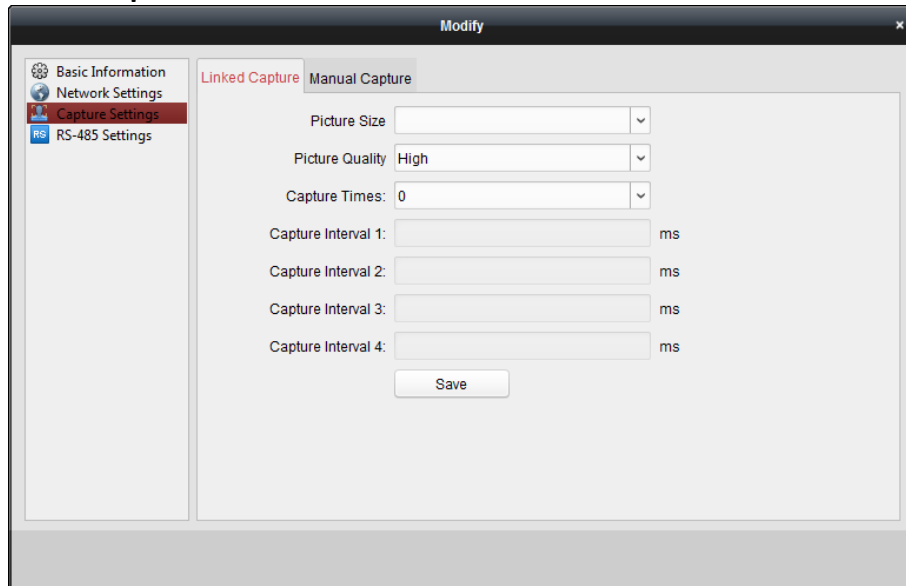 Modify ×
Basic Information
Network Settings
Capture Settings
RS RS-485 Settings
Linked Capture Manual Capture
Picture Size
Picture Quality High
Capture Times: 0
Capture Interval 1: ms
Capture Interval 2: ms
Capture Interval 3: ms
Capture Interval 4: ms
Save